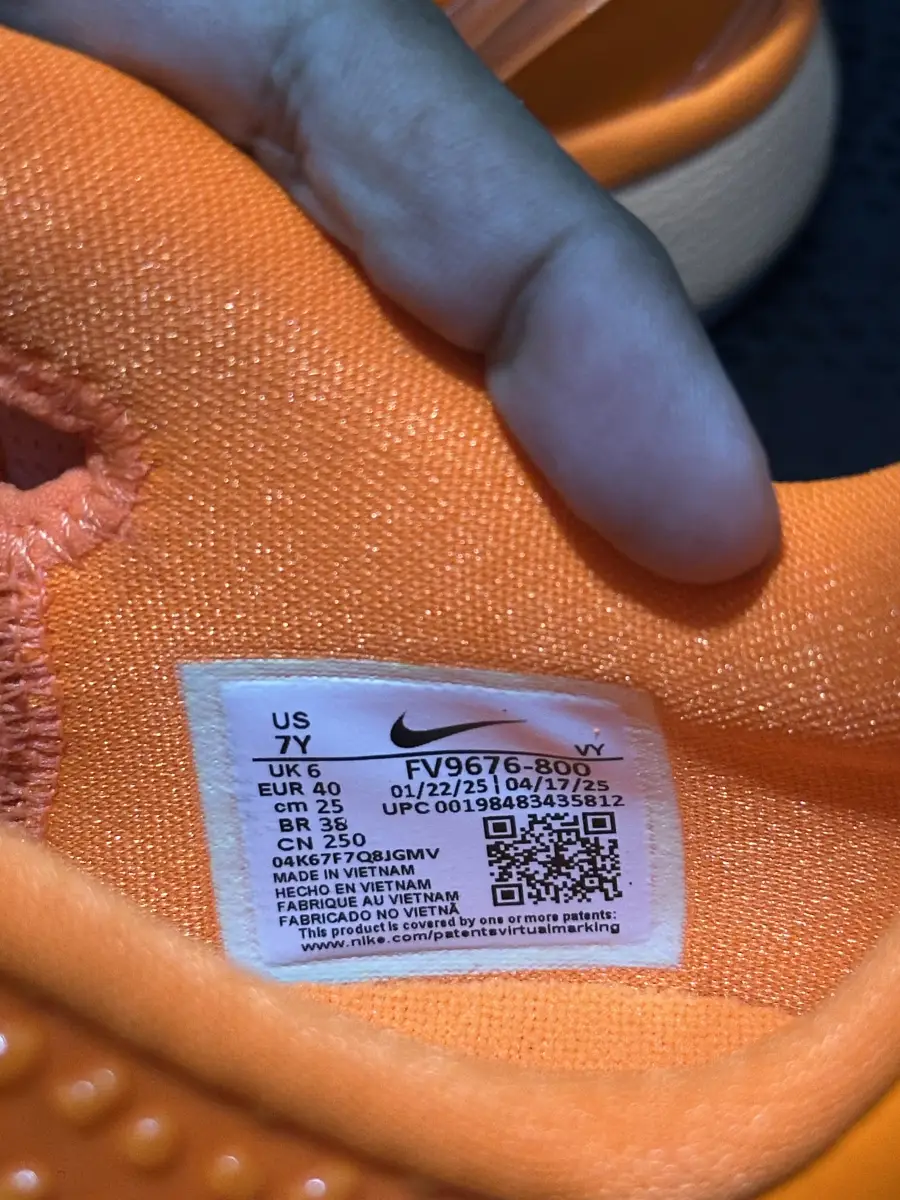 US
7Y
VY
UK 6
FV9676-800
EUR 40
01/22/25 | 04/17/25
cm 25
UPC 00198483435812
BR 38
CN 250
04K67F7Q8JGMV
MADE IN VIETNAM
HECHO EN VIETNAM
FABRIQUE AU VIETNAM
FABRICADO NO VIETNÃ
This product is covered by one or more patents:
www.nike.com/patentsvirtualmarking